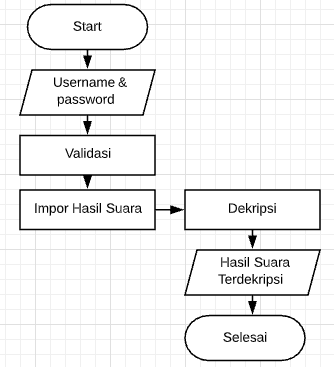 Start
Username &
password
Validasi
Impor Hasil Suara
Dekripsi
Hasil Suara
Terdekripsi
Selesai